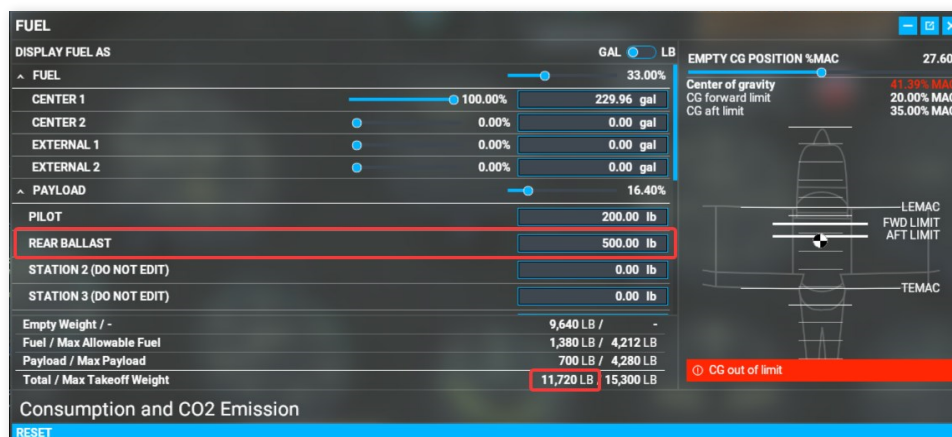 FUEL
DISPLAY FUEL AS GAL LB
FUEL 33.00%
CENTER 1 100.00% 229.96 gal
CENTER 2 0.00% 0.00 gal
EXTERNAL 1 0.00% 0.00 gal
EXTERNAL 2 0.00% 0.00 gal
PAYLOAD 16.40%
PILOT 200.00 lb
REAR BALLAST 500.00 lb
STATION 2 (DO NOT EDIT) 0.00 lb
STATION 3 (DO NOT EDIT) 0.00 lb
Empty Weight / - 9,640 LB / -
Fuel / Max Allowable Fuel 1,380 LB / 4,212 LB
Payload / Max Payload 700 LB / 4,280 LB
Total / Max Takeoff Weight 11,720 LB / 15,300 LB
EMPTY CG POSITION %MAC 27.60
Center of gravity 41.39% MAC
CG forward limit 20.00% MAC
CG aft limit 35.00% MAC
LEMAC
FWD LIMIT
AFT LIMIT
TEMAC
CG out of limit
Consumption and CO2 Emission
RESET